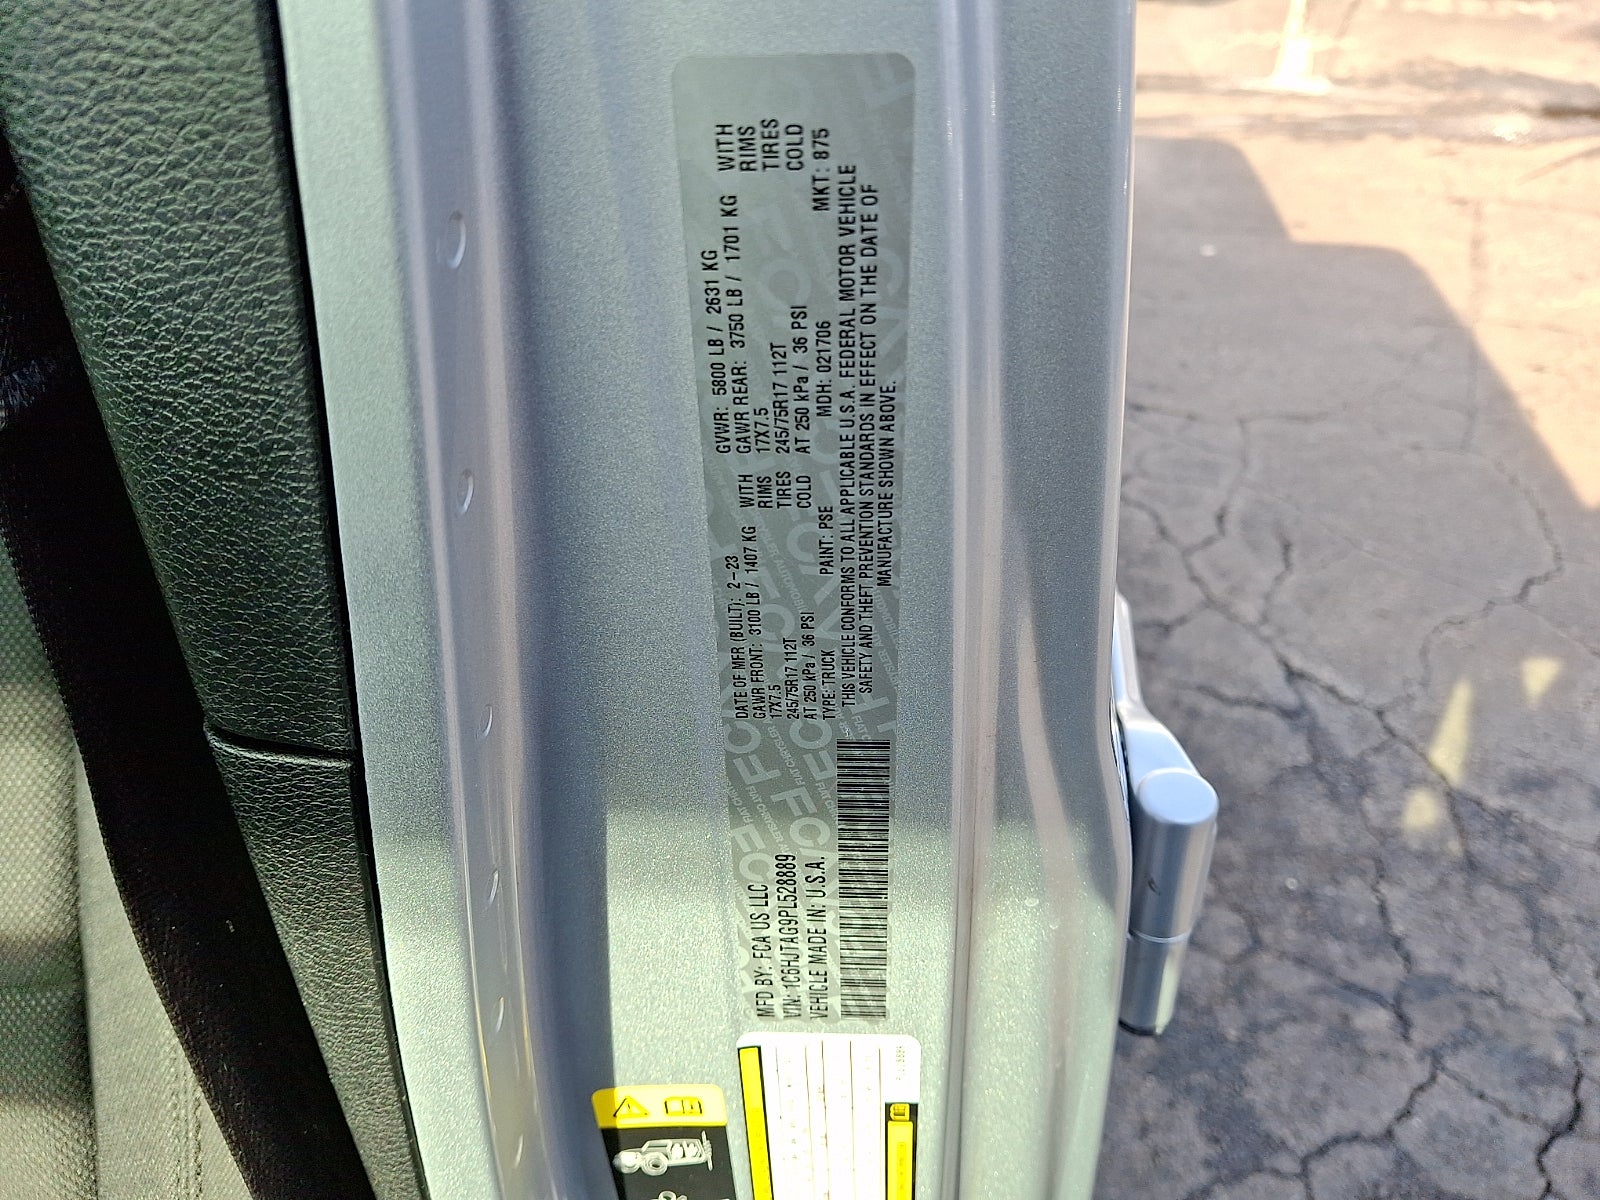 MFD BY: FCA US LLC
DATE OF MFR (BUILT): 2-23
GVWR: 5800 LB / 2631 KG
GAWR FRONT: 3100 LB / 1407 KG WITH
17X7.5 RIMS
245/75R17 112T TIRES
AT 250 kPa / 36 PSI COLD
GAWR REAR: 3750 LB / 1701 KG WITH
17X7.5 RIMS
245/75R17 112T TIRES
AT 250 kPa / 36 PSI COLD
VIN: 1C6HJTAG9PL528889
TYPE: TRUCK PAINT: PSE MDH: 021706 MKT: 875
VEHICLE MADE IN: U.S.A.
THIS VEHICLE CONFORMS TO ALL APPLICABLE U.S.A. FEDERAL MOTOR VEHICLE
SAFETY AND THEFT PREVENTION STANDARDS IN EFFECT ON THE DATE OF
MANUFACTURE SHOWN ABOVE.